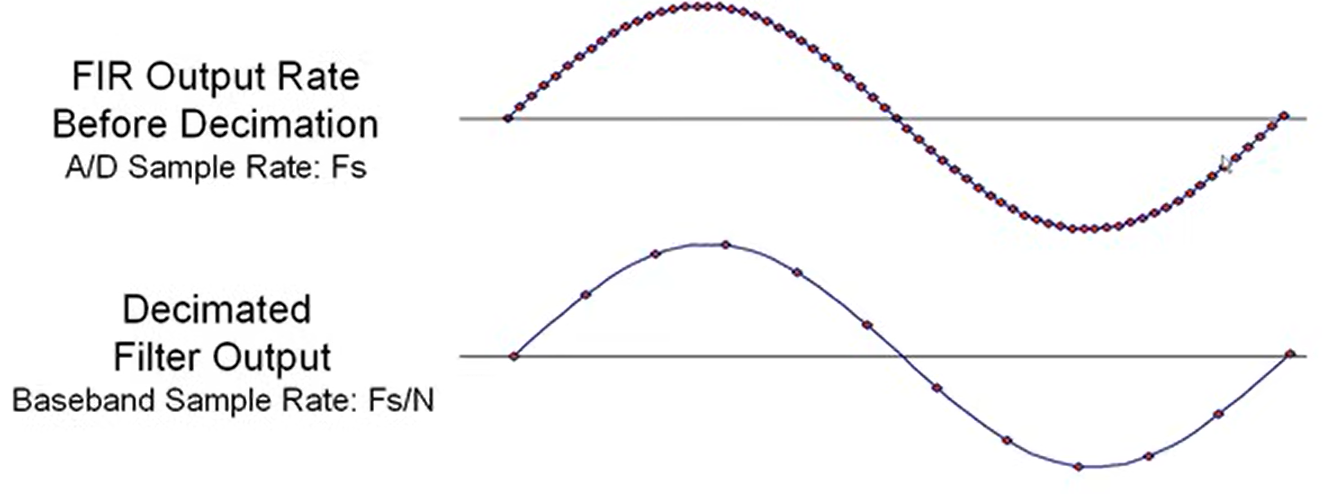 FIR Output Rate
Before Decimation
A/D Sample Rate: Fs
Decimated
Filter Output
Baseband Sample Rate: Fs/N